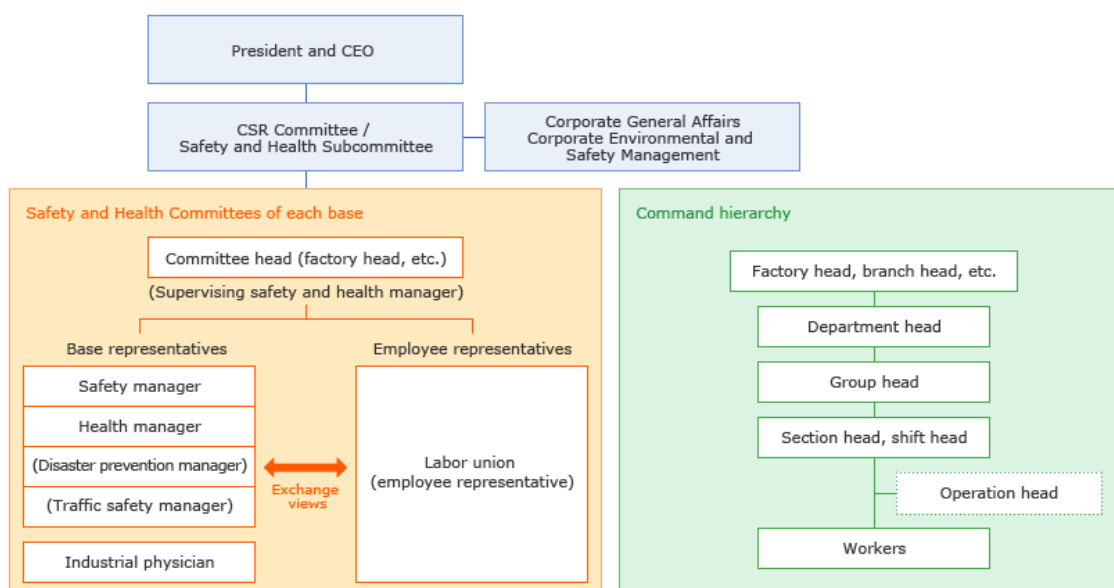 President and CEO
CSR Committee /
Safety and Health Subcommittee
Corporate General Affairs
Corporate Environmental and
Safety Management
Safety and Health Committees of each base
Committee head (factory head, etc.)
(Supervising safety and health manager)
Base representatives
Employee representatives
Safety manager
Health manager
(Disaster prevention manager)
(Traffic safety manager)
Industrial physician
Exchange
views
Labor union
(employee representative)
Command hierarchy
Factory head, branch head, etc.
Department head
Group head
Section head, shift head
Operation head
Workers